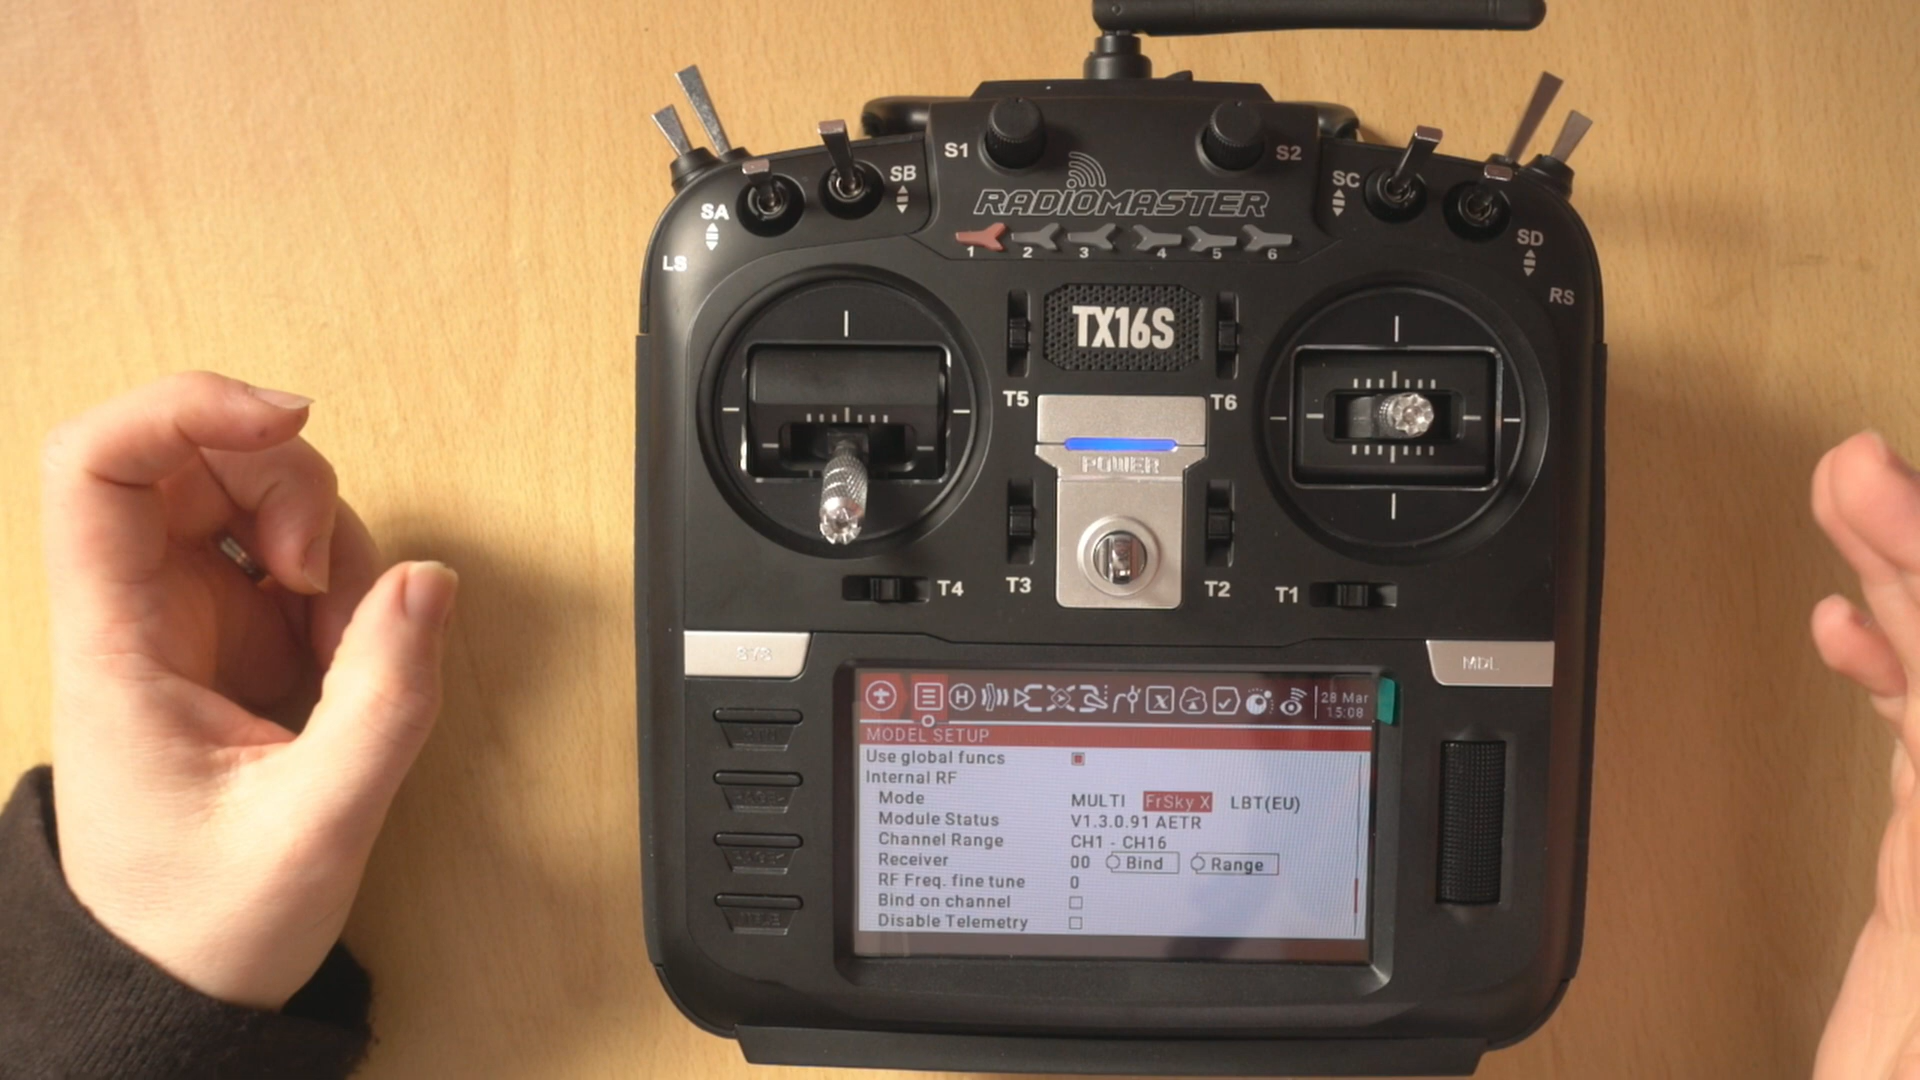 S1
S2
SB
SC
SA
SD
RADIOMASTER
1 2 3 4 5 6
LS
RS
TX16S
T5
T6
POWER
T4
T3
T2
T1
SYS
MDL
H
X
28 Mar
15:08
MODEL SETUP
Use global funcs
Internal RF
Mode MULTI FrSky X LBT(EU)
Module Status V1.3.0.91 AETR
Channel Range CH1 - CH16
Receiver 00 Bind Range
RF Freq. fine tune 0
Bind on channel
Disable Telemetry
TELE